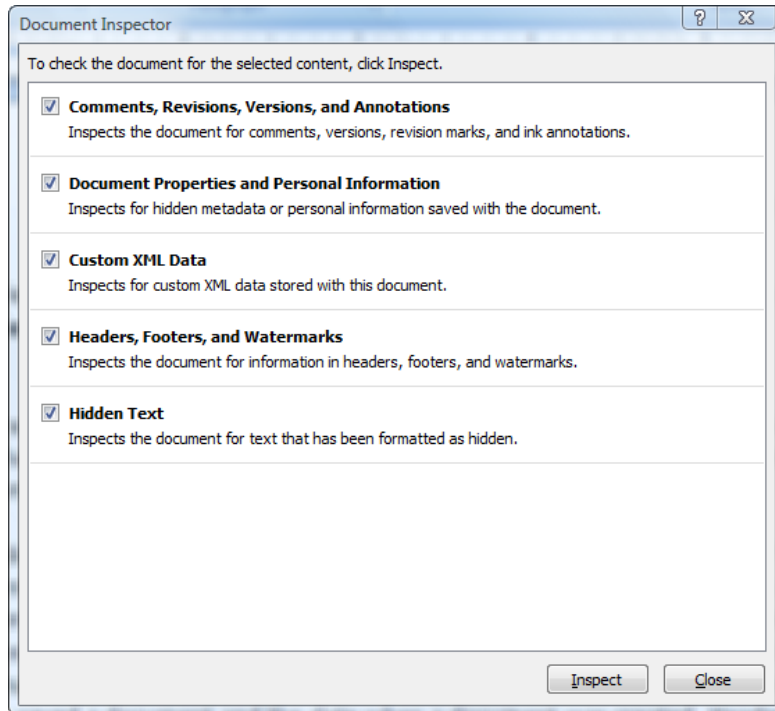 Document Inspector
To check the document for the selected content, click Inspect.
Comments, Revisions, Versions, and Annotations
Inspects the document for comments, versions, revision marks, and ink annotations.
Document Properties and Personal Information
Inspects for hidden metadata or personal information saved with the document.
Custom XML Data
Inspects for custom XML data stored with this document.
Headers, Footers, and Watermarks
Inspects the document for information in headers, footers, and watermarks.
Hidden Text
Inspects the document for text that has been formatted as hidden.
Inspect Close